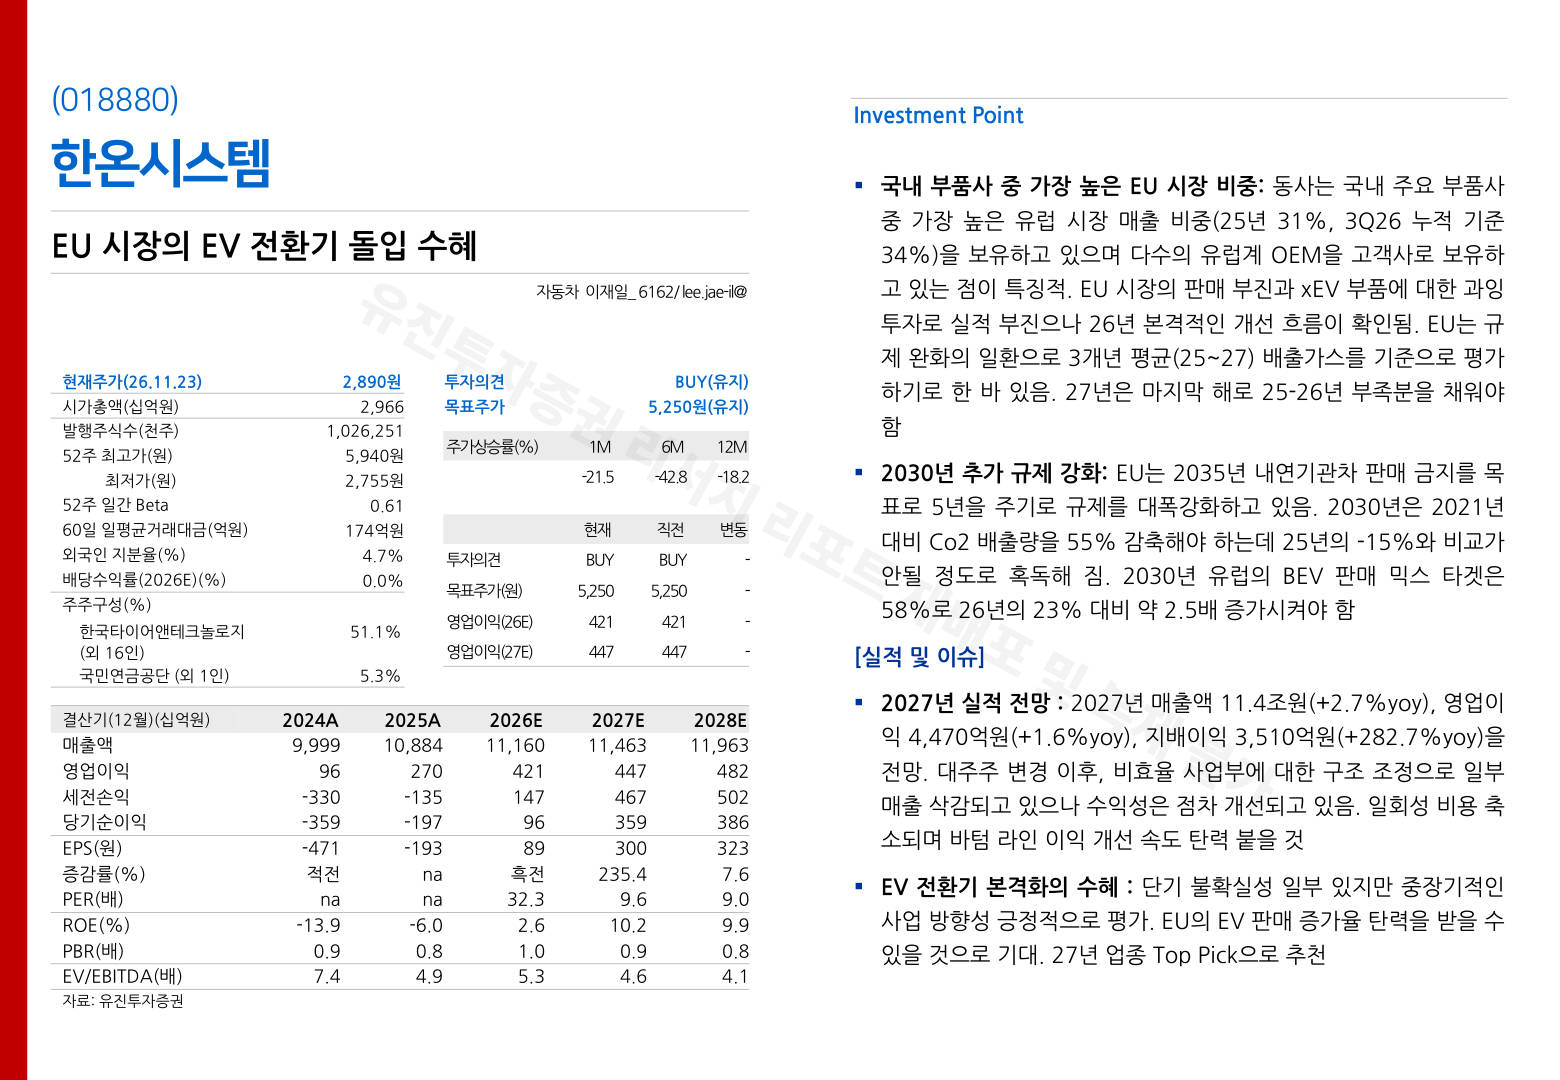 (018880)
한온시스템
EU 시장의 EV 전환기 돌입 수혜
자동차 이재일_ 6162/ lee.jae-il@
현재주가(26.11.23) 2,890원
시가총액(십억원) 2,966
발행주식수(천주) 1,026,251
52주 최고가(원) 5,940원
최저가(원) 2,755원
52주 일간 Beta 0.61
60일 일평균거래대금(억원) 174억원
외국인 지분율(%) 4.7%
배당수익률(2026E)(%) 0.0%
주주구성(%)
한국타이어앤테크놀로지 51.1%
(외 16인)
국민연금공단 (외 1인) 5.3%
투자의견 BUY(유지)
목표주가 5,250원(유지)
주가상승률(%) 1M 6M 12M
-21.5 -42.8 -18.2
현재 직전 변동
투자의견 BUY BUY -
목표주가(원) 5,250 5,250 -
영업이익(26E) 421 421 -
영업이익(27E) 447 447 -
결산기(12월)(십억원) 2024A 2025A 2026E 2027E 2028E
매출액 9,999 10,884 11,160 11,463 11,963
영업이익 96 270 421 447 482
세전손익 -330 -135 147 467 502
당기순이익 -359 -197 96 359 386
EPS(원) -471 -193 89 300 323
증감률(%) 적전 na 흑전 235.4 7.6
PER(배) na na 32.3 9.6 9.0
ROE(%) -13.9 -6.0 2.6 10.2 9.9
PBR(배) 0.9 0.8 1.0 0.9 0.8
EV/EBITDA(배) 7.4 4.9 5.3 4.6 4.1
자료: 유진투자증권
Investment Point
▪ 국내 부품사 중 가장 높은 EU 시장 비중: 동사는 국내 주요 부품사
중 가장 높은 유럽 시장 매출 비중(25년 31%, 3Q26 누적 기준
34%)을 보유하고 있으며 다수의 유럽계 OEM을 고객사로 보유하
고 있는 점이 특징적. EU 시장의 판매 부진과 xEV 부품에 대한 과잉
투자로 실적 부진으나 26년 본격적인 개선 흐름이 확인됨. EU는 규
제 완화의 일환으로 3개년 평균(25~27) 배출가스를 기준으로 평가
하기로 한 바 있음. 27년은 마지막 해로 25-26년 부족분을 채워야
함
▪ 2030년 추가 규제 강화: EU는 2035년 내연기관차 판매 금지를 목
표로 5년을 주기로 규제를 대폭강화하고 있음. 2030년은 2021년
대비 Co2 배출량을 55% 감축해야 하는데 25년의 -15%와 비교가
안될 정도로 혹독해 짐. 2030년 유럽의 BEV 판매 믹스 타겟은
58%로 26년의 23% 대비 약 2.5배 증가시켜야 함
[실적 및 이슈]
▪ 2027년 실적 전망 : 2027년 매출액 11.4조원(+2.7%yoy), 영업이
익 4,470억원(+1.6%yoy), 지배이익 3,510억원(+282.7%yoy)을
전망. 대주주 변경 이후, 비효율 사업부에 대한 구조 조정으로 일부
매출 삭감되고 있으나 수익성은 점차 개선되고 있음. 일회성 비용 축
소되며 바텀 라인 이익 개선 속도 탄력 붙을 것
▪ EV 전환기 본격화의 수혜 : 단기 불확실성 일부 있지만 중장기적인
사업 방향성 긍정적으로 평가. EU의 EV 판매 증가율 탄력을 받을 수
있을 것으로 기대. 27년 업종 Top Pick으로 추천
유진투자증권 리서치 리포트 재배포 및